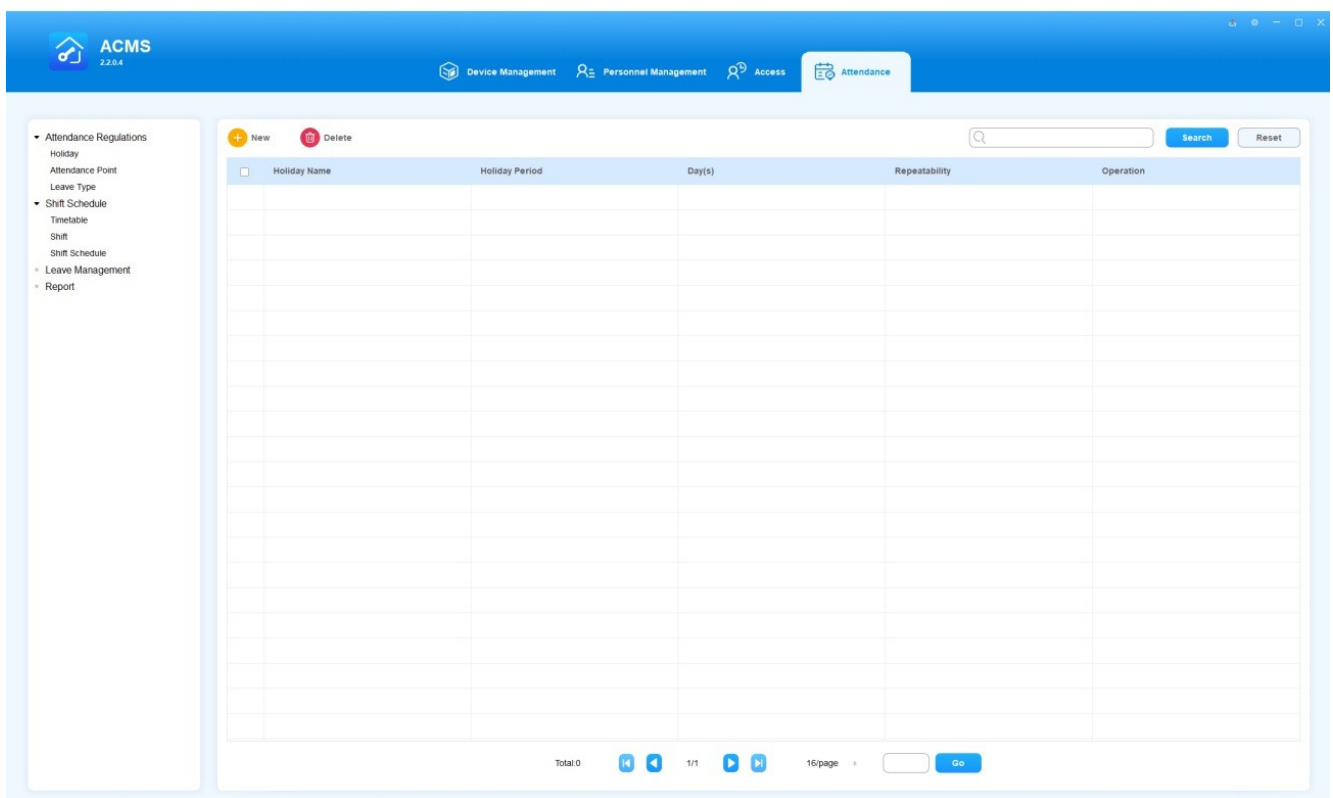 ACMS
2.2.0.4
Device Management Personnel Management Access Attendance
Attendance Regulations
Holiday
Attendance Point
Leave Type
Shift Schedule
Timetable
Shift
Shift Schedule
Leave Management
Report
New Delete Search Reset
Holiday Name Holiday Period Day(s) Repeatability Operation
Total:0 1/1 16/page Go